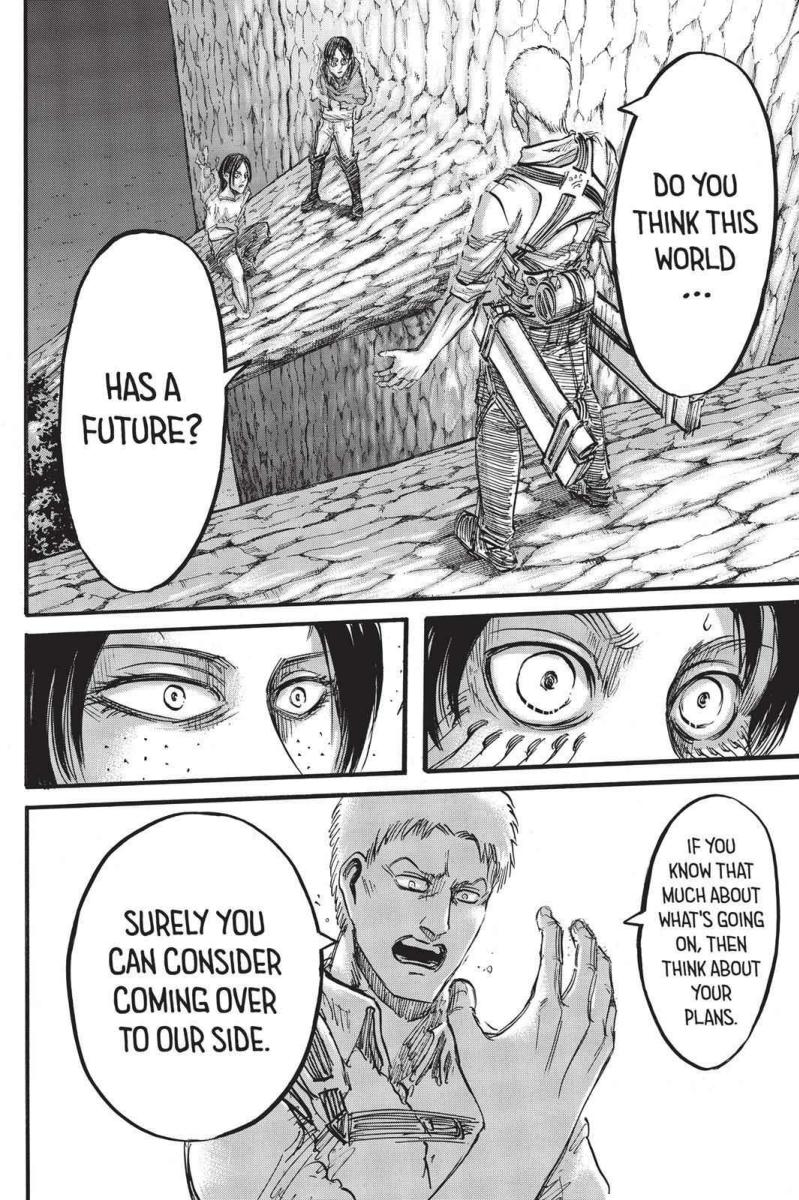 DO YOU
THINK THIS
WORLD
...
HAS A
FUTURE?
IF YOU
KNOW THAT
MUCH ABOUT
WHAT'S GOING
ON, THEN
THINK ABOUT
YOUR
PLANS.
SURELY YOU
CAN CONSIDER
COMING OVER
TO OUR SIDE.